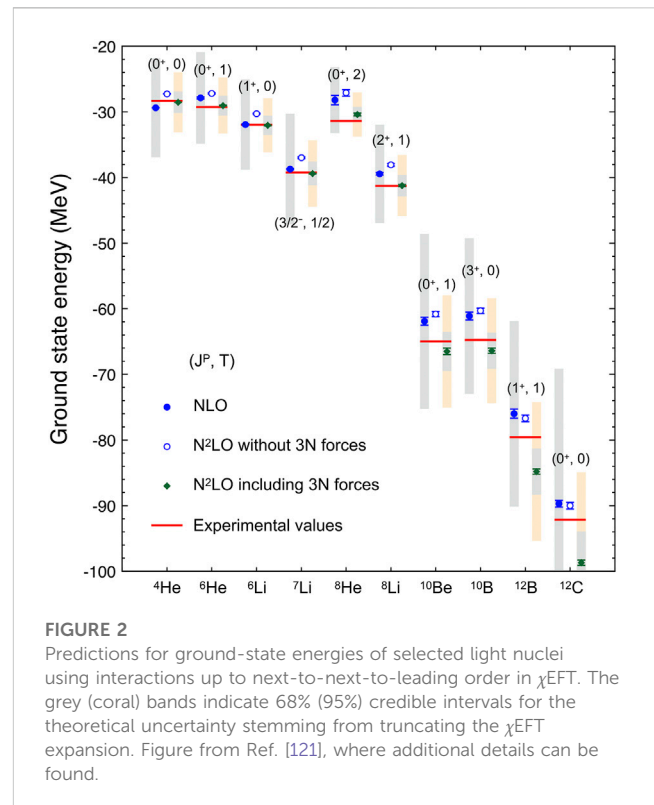 -20
-30
-40
-50
-60
-70
-80
-90
-100
Ground state energy (MeV)
(0⁺, 0)
(0⁺, 1)
(1⁺, 0)
(3/2⁻, 1/2)
(0⁺, 2)
(2⁺, 1)
(0⁺, 1)
(3⁺, 0)
(1⁺, 1)
(0⁺, 0)
(Jᴾ, T)
NLO
N²LO without 3N forces
N²LO including 3N forces
Experimental values
⁴He ⁶He ⁶Li ⁷Li ⁸He ⁸Li ¹⁰Be ¹⁰B ¹²B ¹²C
FIGURE 2
Predictions for ground-state energies of selected light nuclei
using interactions up to next-to-next-to-leading order in χEFT. The
grey (coral) bands indicate 68% (95%) credible intervals for the
theoretical uncertainty stemming from truncating the χEFT
expansion. Figure from Ref. [121], where additional details can be
found.